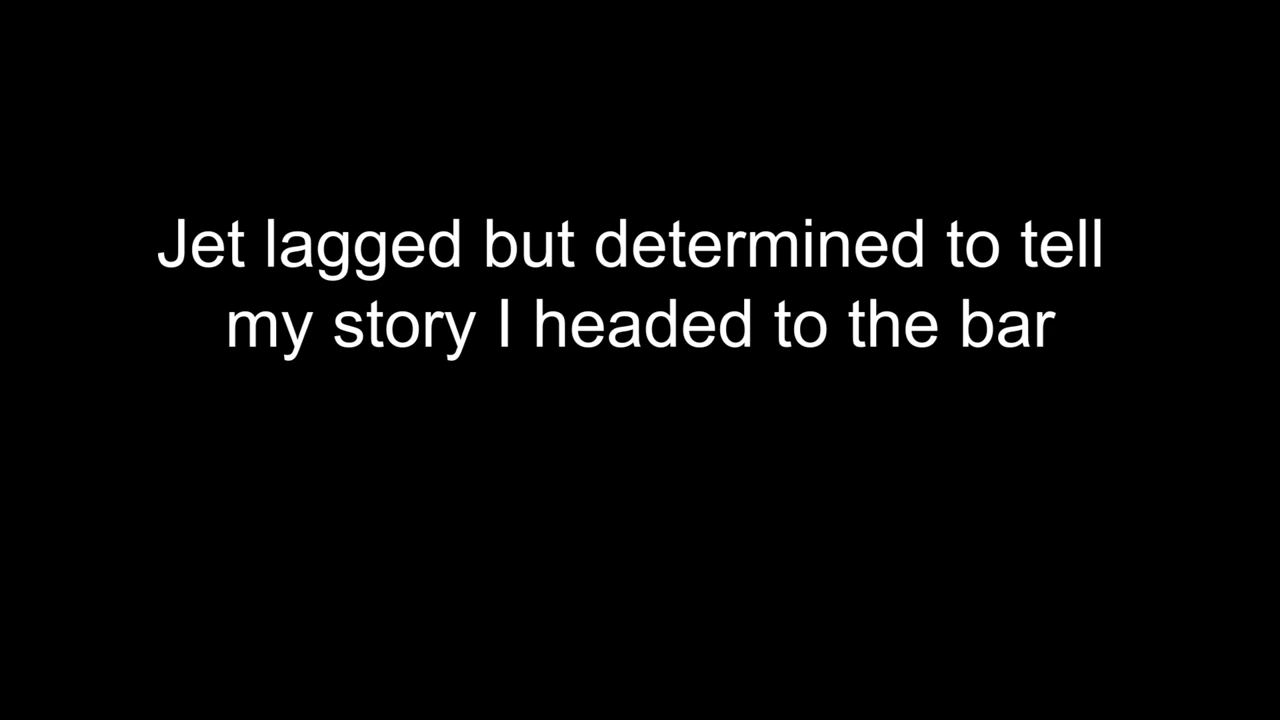 Jet lagged but determined to tell
my story I headed to the bar